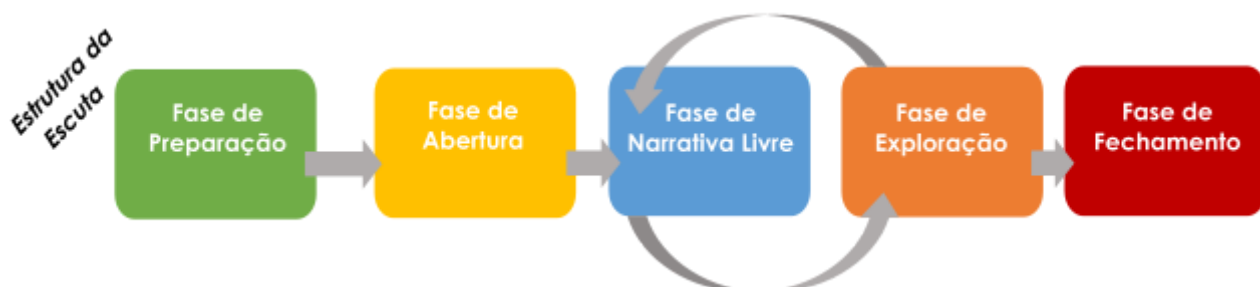 Estrutura da
Escuta
Fase de
Preparação
Fase de
Abertura
Fase de
Narrativa Livre
Fase de
Exploração
Fase de
Fechamento